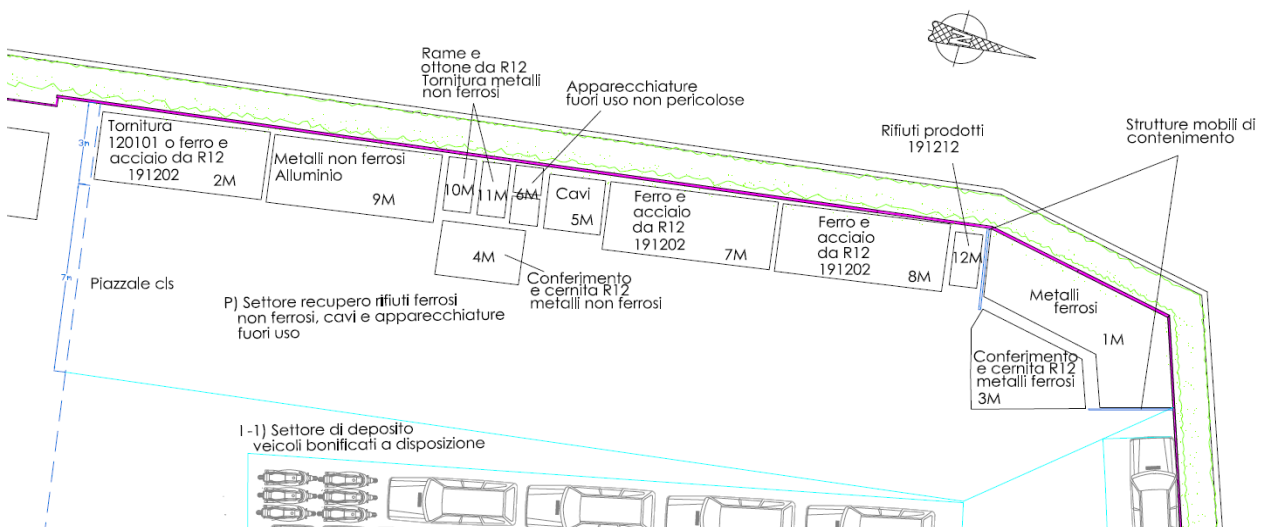 Rame e
ottone da R12
Tornitura metalli
non ferrosi
Apparecchiature
fuori uso non pericolose
N
Rifiuti prodotti
191212
Strutture mobili di
contenimento
3m
Tornitura
120101 o ferro e
acciaio da R12
191202
2M
Metalli non ferrosi
Alluminio
9M
10M
11M
6M
Cavi
5M
Ferro e
acciaio
da R12
191202
7M
Ferro e
acciaio
da R12
191202
8M
12M
4M
Conferimento
e cernita R12
metalli non ferrosi
Metalli
ferrosi
1M
Conferimento
e cernita R12
metalli ferrosi
3M
7m
Piazzale cls
P) Settore recupero rifiuti ferrosi
non ferrosi, cavi e apparecchiature
fuori uso
I-1) Settore di deposito
veicoli bonificati a disposizione